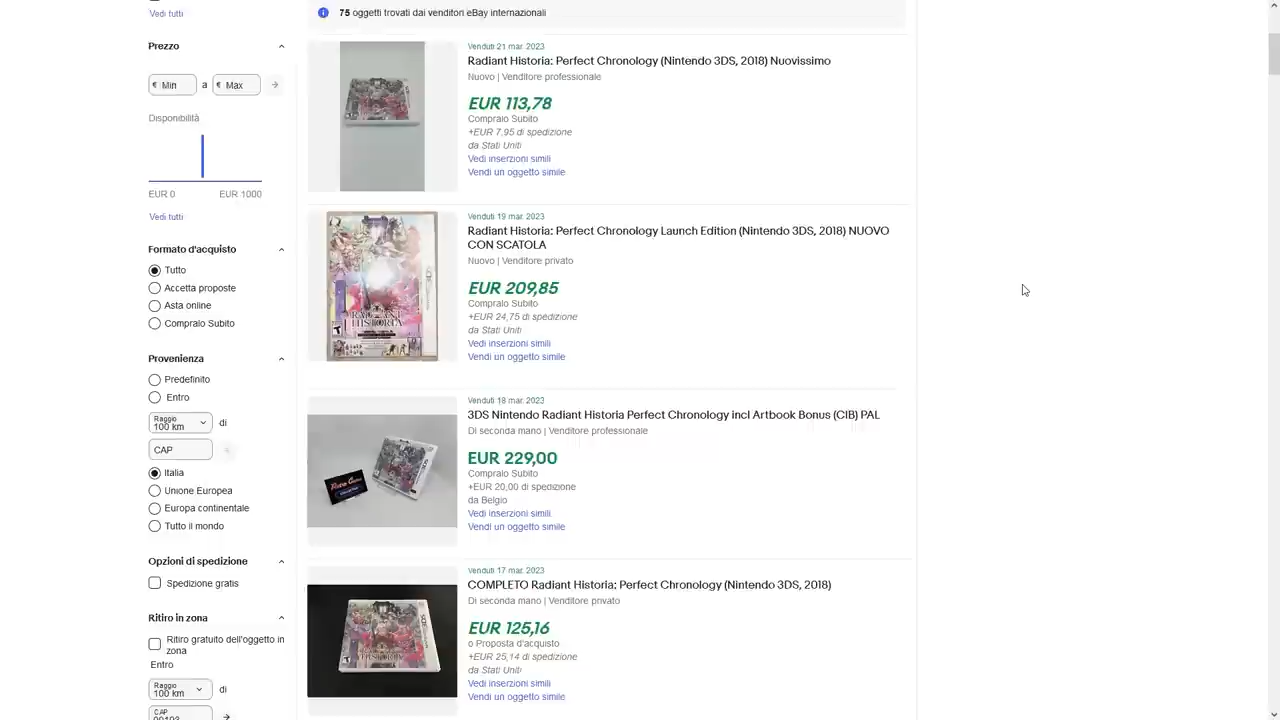 Vedi tutti
Prezzo
€ Min a € Max
Disponibilità
EUR 0 EUR 1000
Vedi tutti
Formato d'acquisto
Tutto
Accetta proposte
Asta online
Compralo Subito
Provenienza
Predefinito
Entro
Raggio
100 km di
CAP
Italia
Unione Europea
Europa continentale
Tutto il mondo
Opzioni di spedizione
Spedizione gratis
Ritiro in zona
Ritiro gratuito dell'oggetto in
zona
Entro
Raggio
100 km di
CAP
75 oggetti trovati dai venditori eBay internazionali
Venduti 21 mar. 2023
Radiant Historia: Perfect Chronology (Nintendo 3DS, 2018) Nuovissimo
Nuovo | Venditore professionale
EUR 113,78
Compralo Subito
+EUR 7,95 di spedizione
da Stati Uniti
Vedi inserzioni simili
Vendi un oggetto simile
RADIANT
HISTORIA
Venduti 19 mar. 2023
Radiant Historia: Perfect Chronology Launch Edition (Nintendo 3DS, 2018) NUOVO
CON SCATOLA
Nuovo | Venditore privato
EUR 209,85
Compralo Subito
+EUR 24,75 di spedizione
da Stati Uniti
Vedi inserzioni simili
Vendi un oggetto simile
Venduti 18 mar. 2023
3DS Nintendo Radiant Historia Perfect Chronology incl Artbook Bonus (CIB) PAL
Di seconda mano | Venditore professionale
EUR 229,00
Compralo Subito
+EUR 20,00 di spedizione
da Belgio
Vedi inserzioni simili
Vendi un oggetto simile
Venduti 17 mar. 2023
COMPLETO Radiant Historia: Perfect Chronology (Nintendo 3DS, 2018)
Di seconda mano | Venditore privato
EUR 125,16
o Proposta d'acquisto
+EUR 25,14 di spedizione
da Stati Uniti
Vedi inserzioni simili
Vendi un oggetto simile